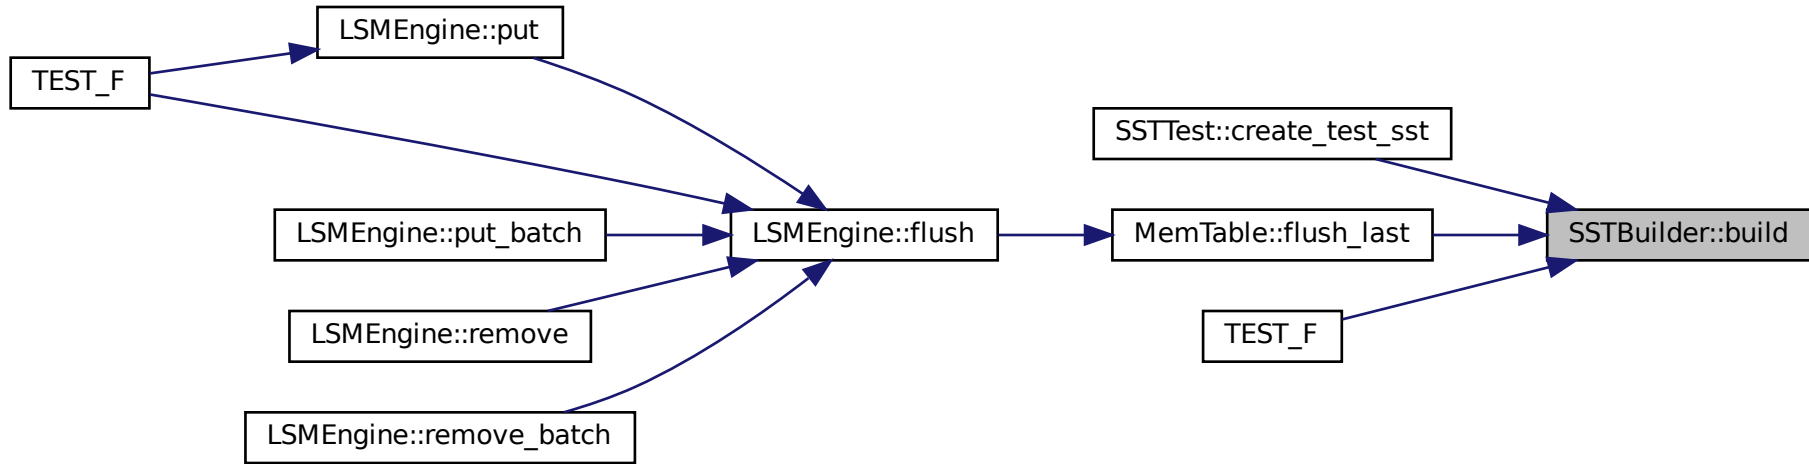 LSMEngine::put
TEST_F
SSTTest::create_test_sst
LSMEngine::put_batch
LSMEngine::flush
MemTable::flush_last
SSTBuilder::build
LSMEngine::remove
TEST_F
LSMEngine::remove_batch